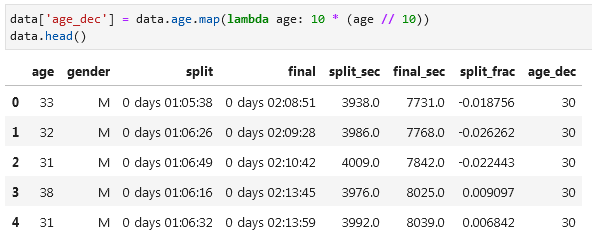 data['age_dec'] = data.age.map(lambda age: 10 * (age // 10))
data.head()
age gender split final split_sec final_sec split_frac age_dec
0 33 M 0 days 01:05:38 0 days 02:08:51 3938.0 7731.0 -0.018756 30
1 32 M 0 days 01:06:26 0 days 02:09:28 3986.0 7768.0 -0.026262 30
2 31 M 0 days 01:06:49 0 days 02:10:42 4009.0 7842.0 -0.022443 30
3 38 M 0 days 01:06:16 0 days 02:13:45 3976.0 8025.0 0.009097 30
4 31 M 0 days 01:06:32 0 days 02:13:59 3992.0 8039.0 0.006842 30